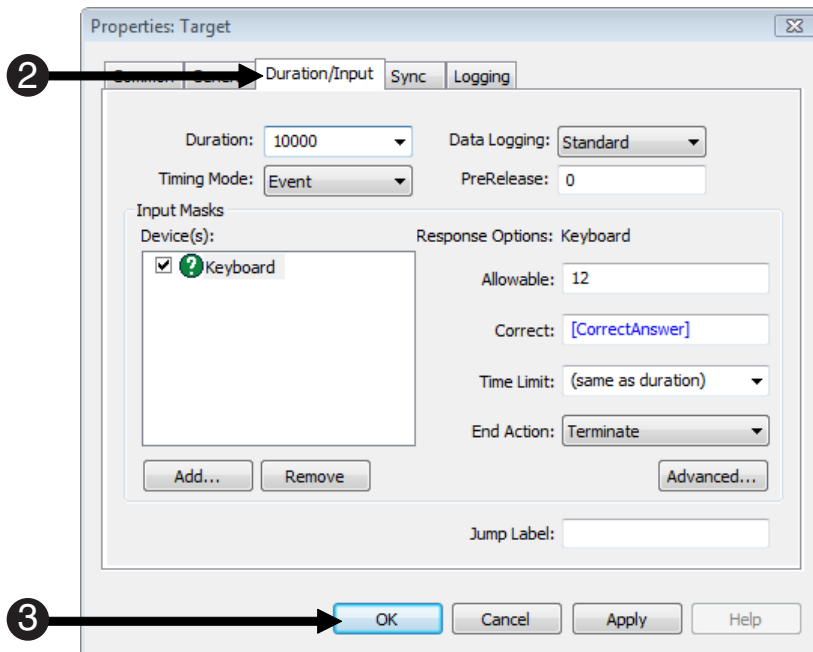 Properties: Target
2
Duration/Input Sync Logging
Duration: 10000 Data Logging: Standard
Timing Mode: Event PreRelease: 0
Input Masks
Device(s): Response Options: Keyboard
? Keyboard
Allowable: 12
Correct: [CorrectAnswer]
Time Limit: (same as duration)
End Action: Terminate
Add... Remove Advanced...
Jump Label:
3
OK Cancel Apply Help